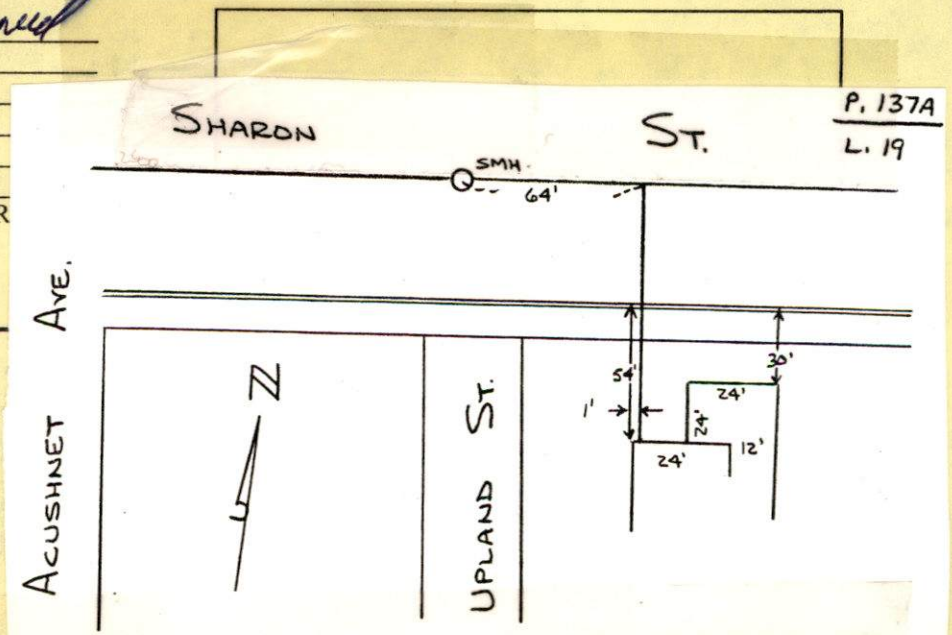 SHARON ST.
P. 137A
L. 19
SMH.
64'
AVE.
ACUSHNET
N
UPLAND ST.
54'
30'
1'
24'
24'
24'
12'
R